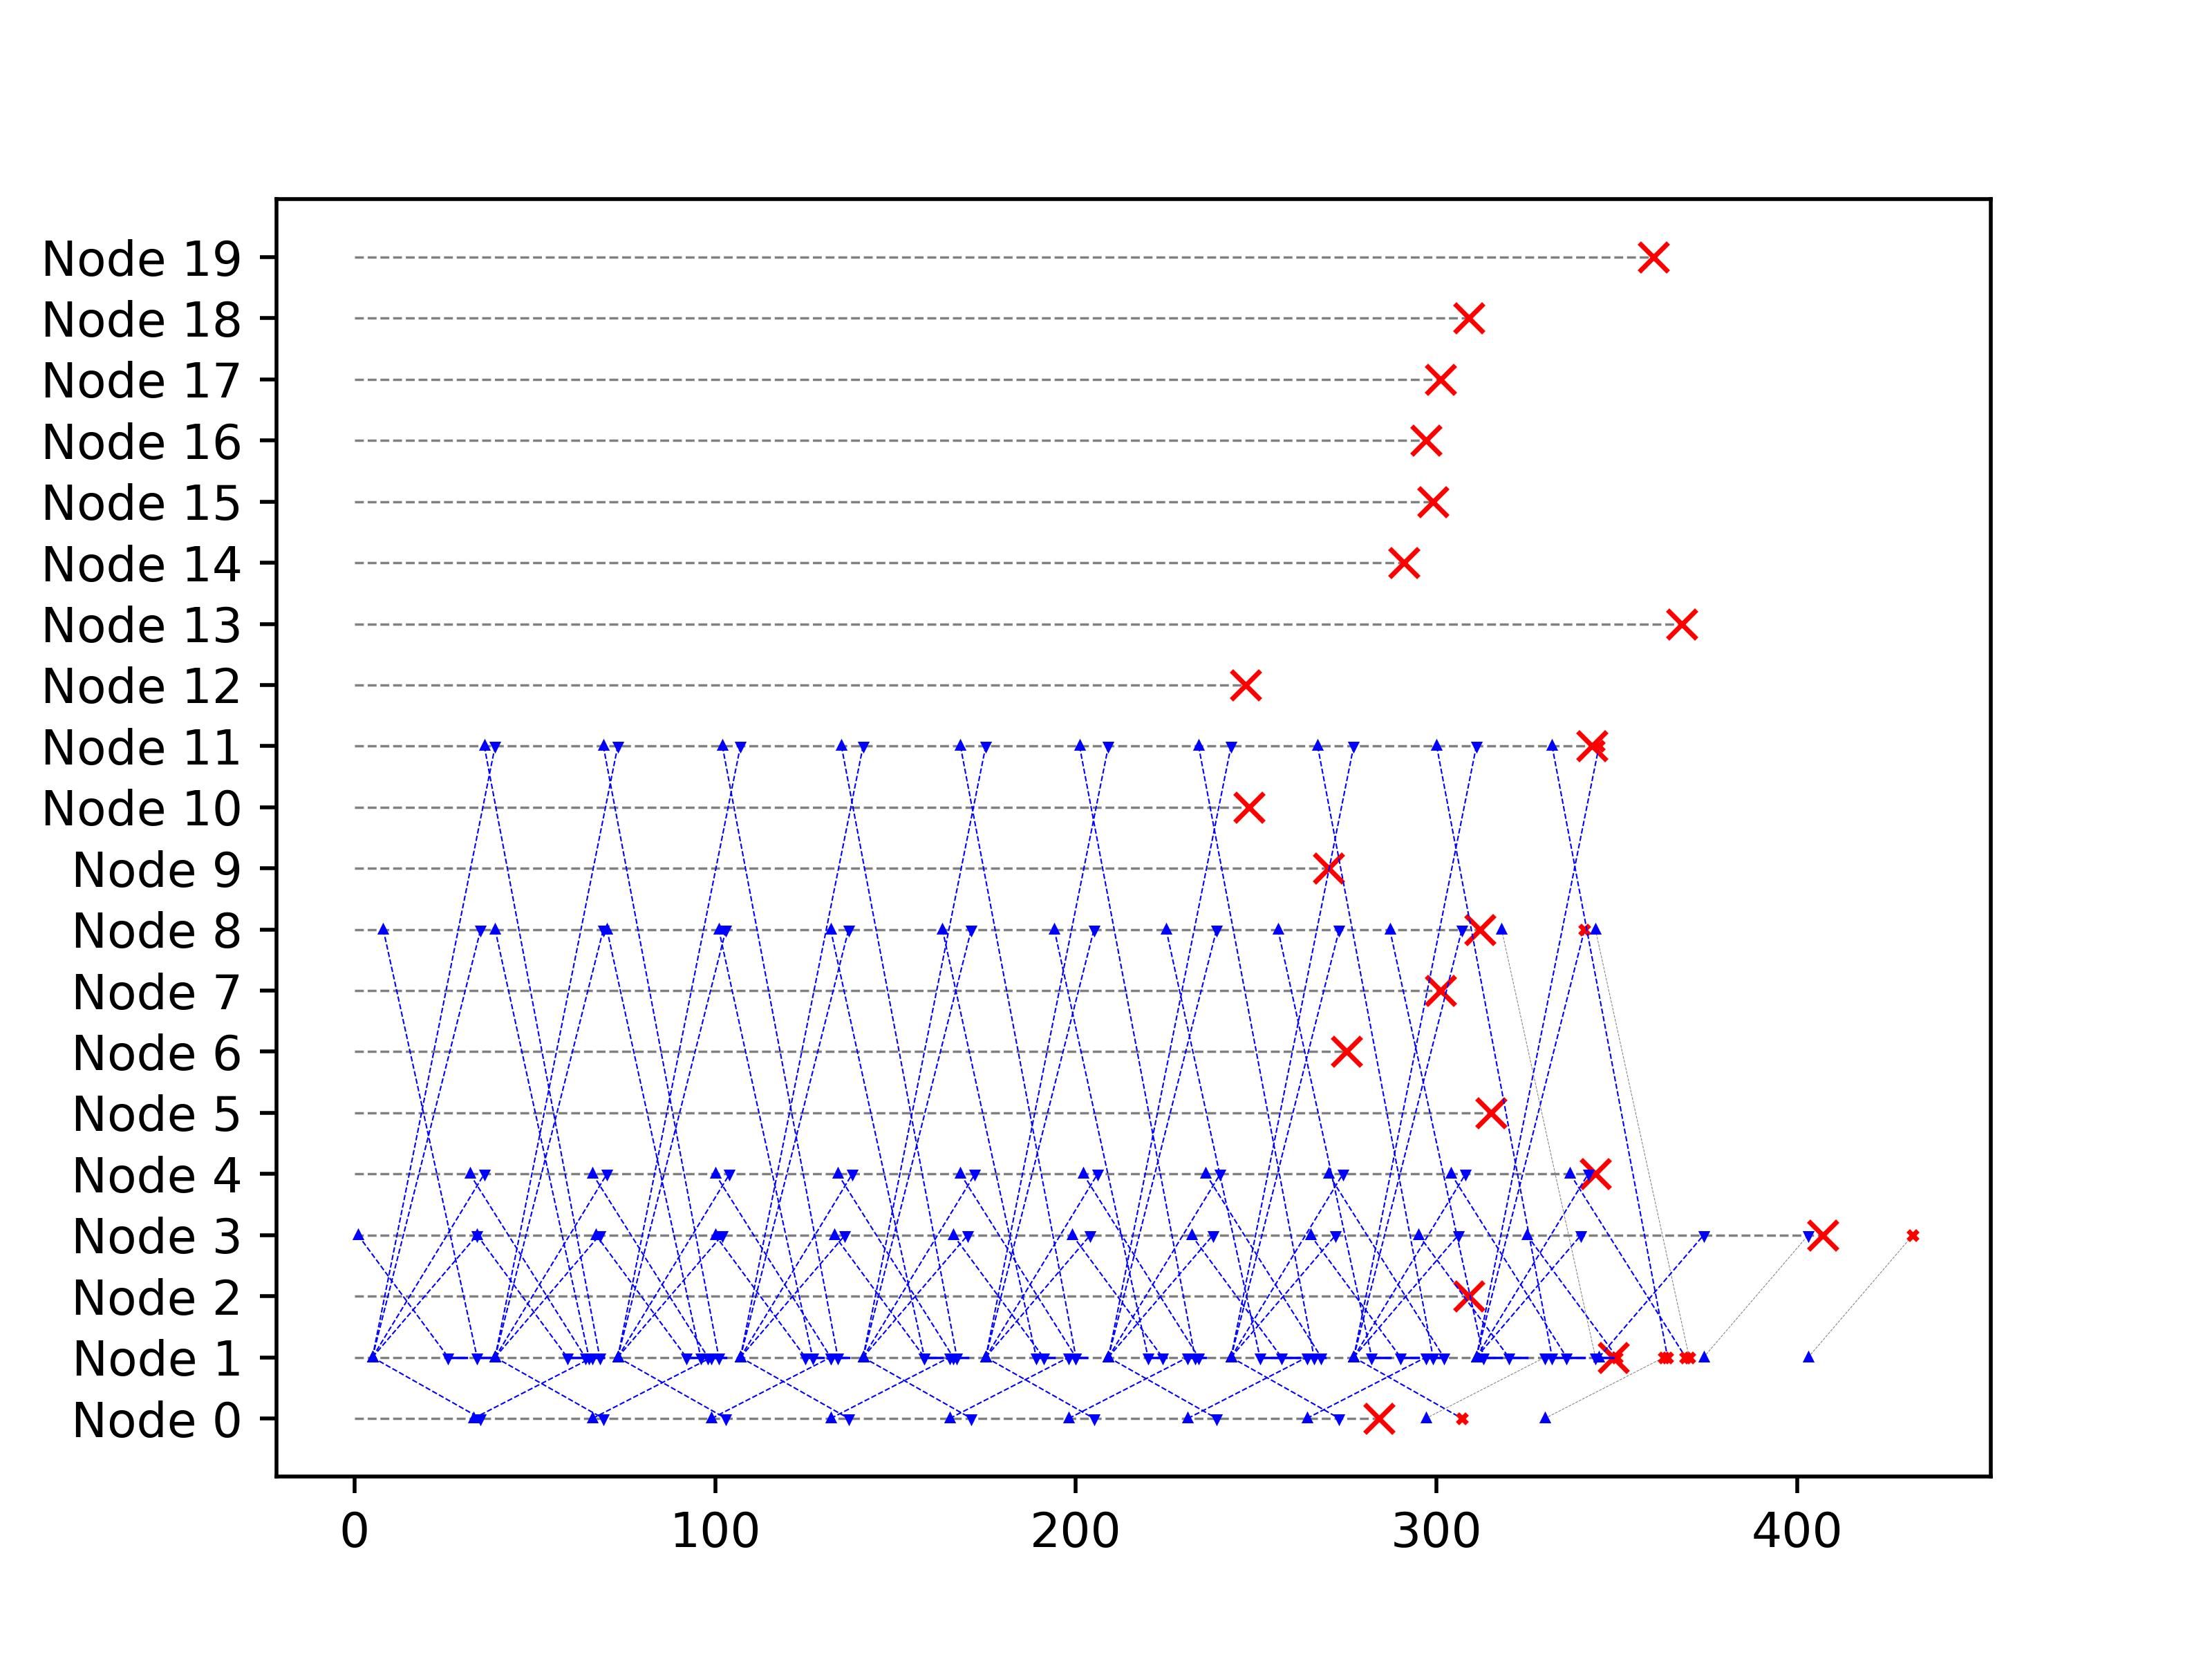 Node 19
Node 18
Node 17
Node 16
Node 15
Node 14
Node 13
Node 12
Node 11
Node 10
Node 9
Node 8
Node 7
Node 6
Node 5
Node 4
Node 3
Node 2
Node 1
Node 0
0 100 200 300 400